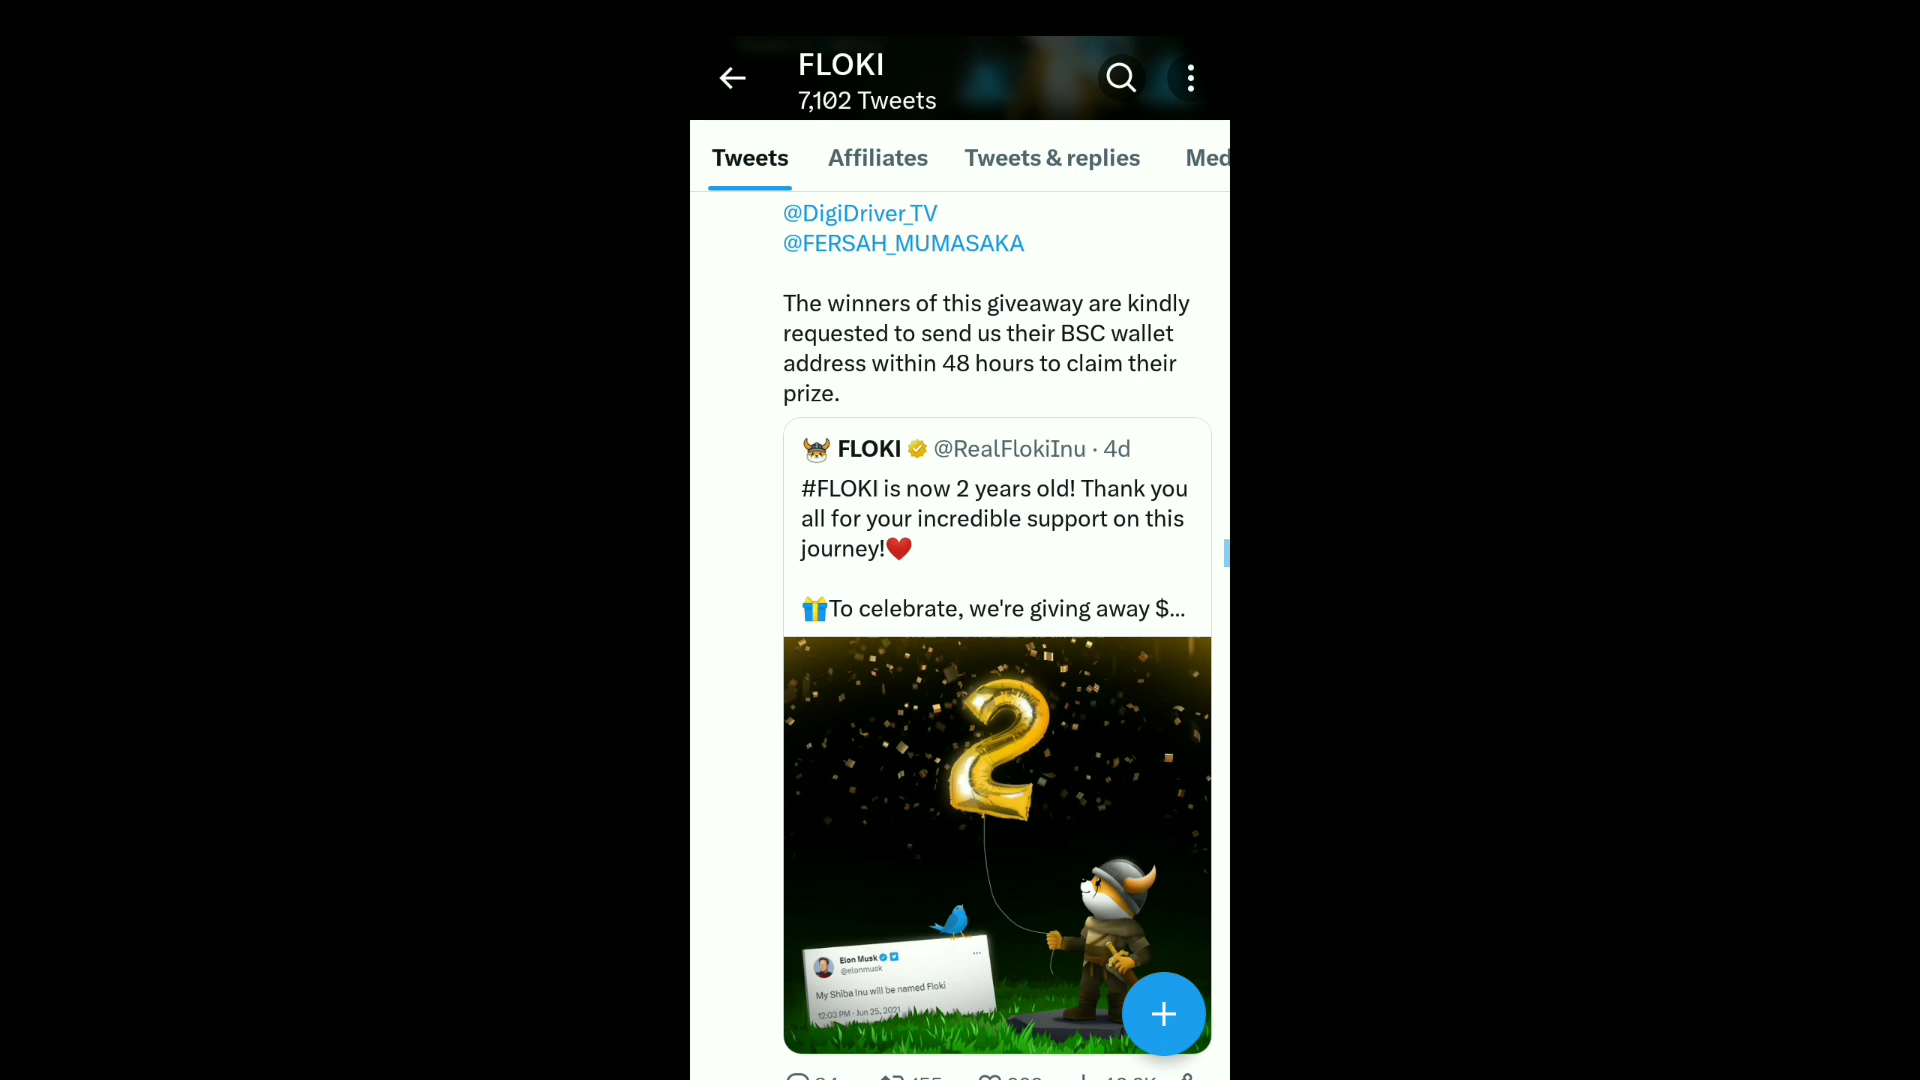 FLOKI
7,102 Tweets
Tweets Affiliates Tweets & replies Med
@DigiDriver_TV
@FERSAH_MUMASAKA
The winners of this giveaway are kindly
requested to send us their BSC wallet
address within 48 hours to claim their
prize.
FLOKI @RealFlokiInu · 4d
#FLOKI is now 2 years old! Thank you
all for your incredible support on this
journey!❤️
🎁To celebrate, we're giving away $...
2
Elon Musk
@elonmusk
My Shiba Inu will be named Floki
12:03 PM - Jun 25, 2021